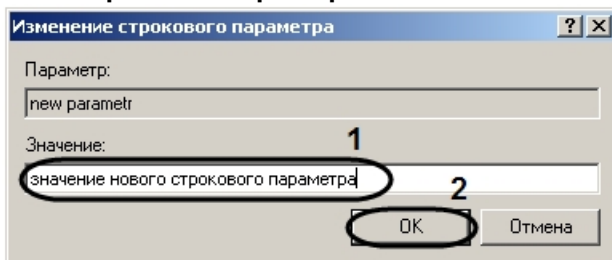 Изменение строкового параметра
Параметр:
new parametr
Значение:
1
значение нового строкового параметра
2
OK
Отмена